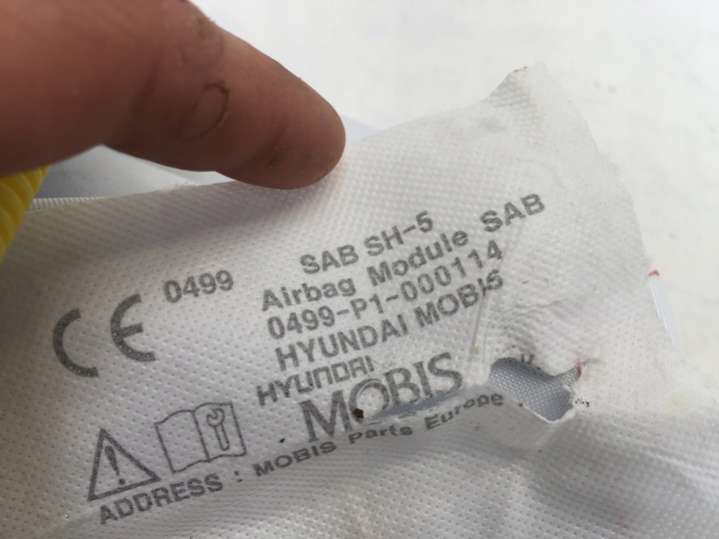 SAB SH-5
Airbag Module SAB
CE 0499
0499-P1-000114
HYUNDAI MOBIS
HYUNDAI
MOBIS
ADDRESS : MOBIS Parts Europe